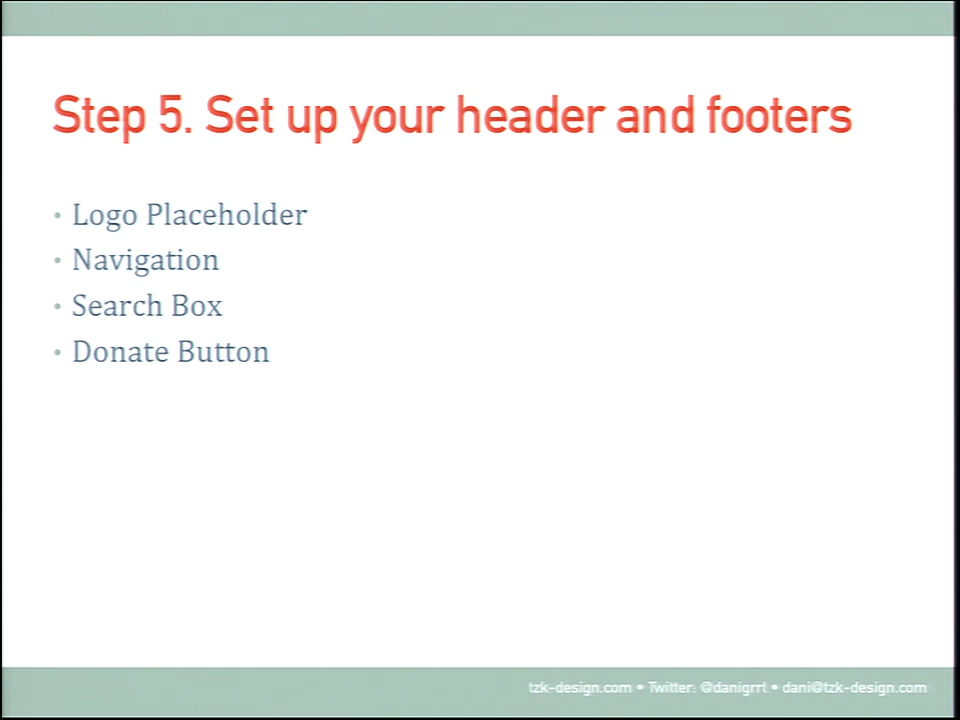 Step 5. Set up your header and footers
• Logo Placeholder
• Navigation
• Search Box
• Donate Button
tzk-design.com • Twitter: @danigrrl • dani@tzk-design.com